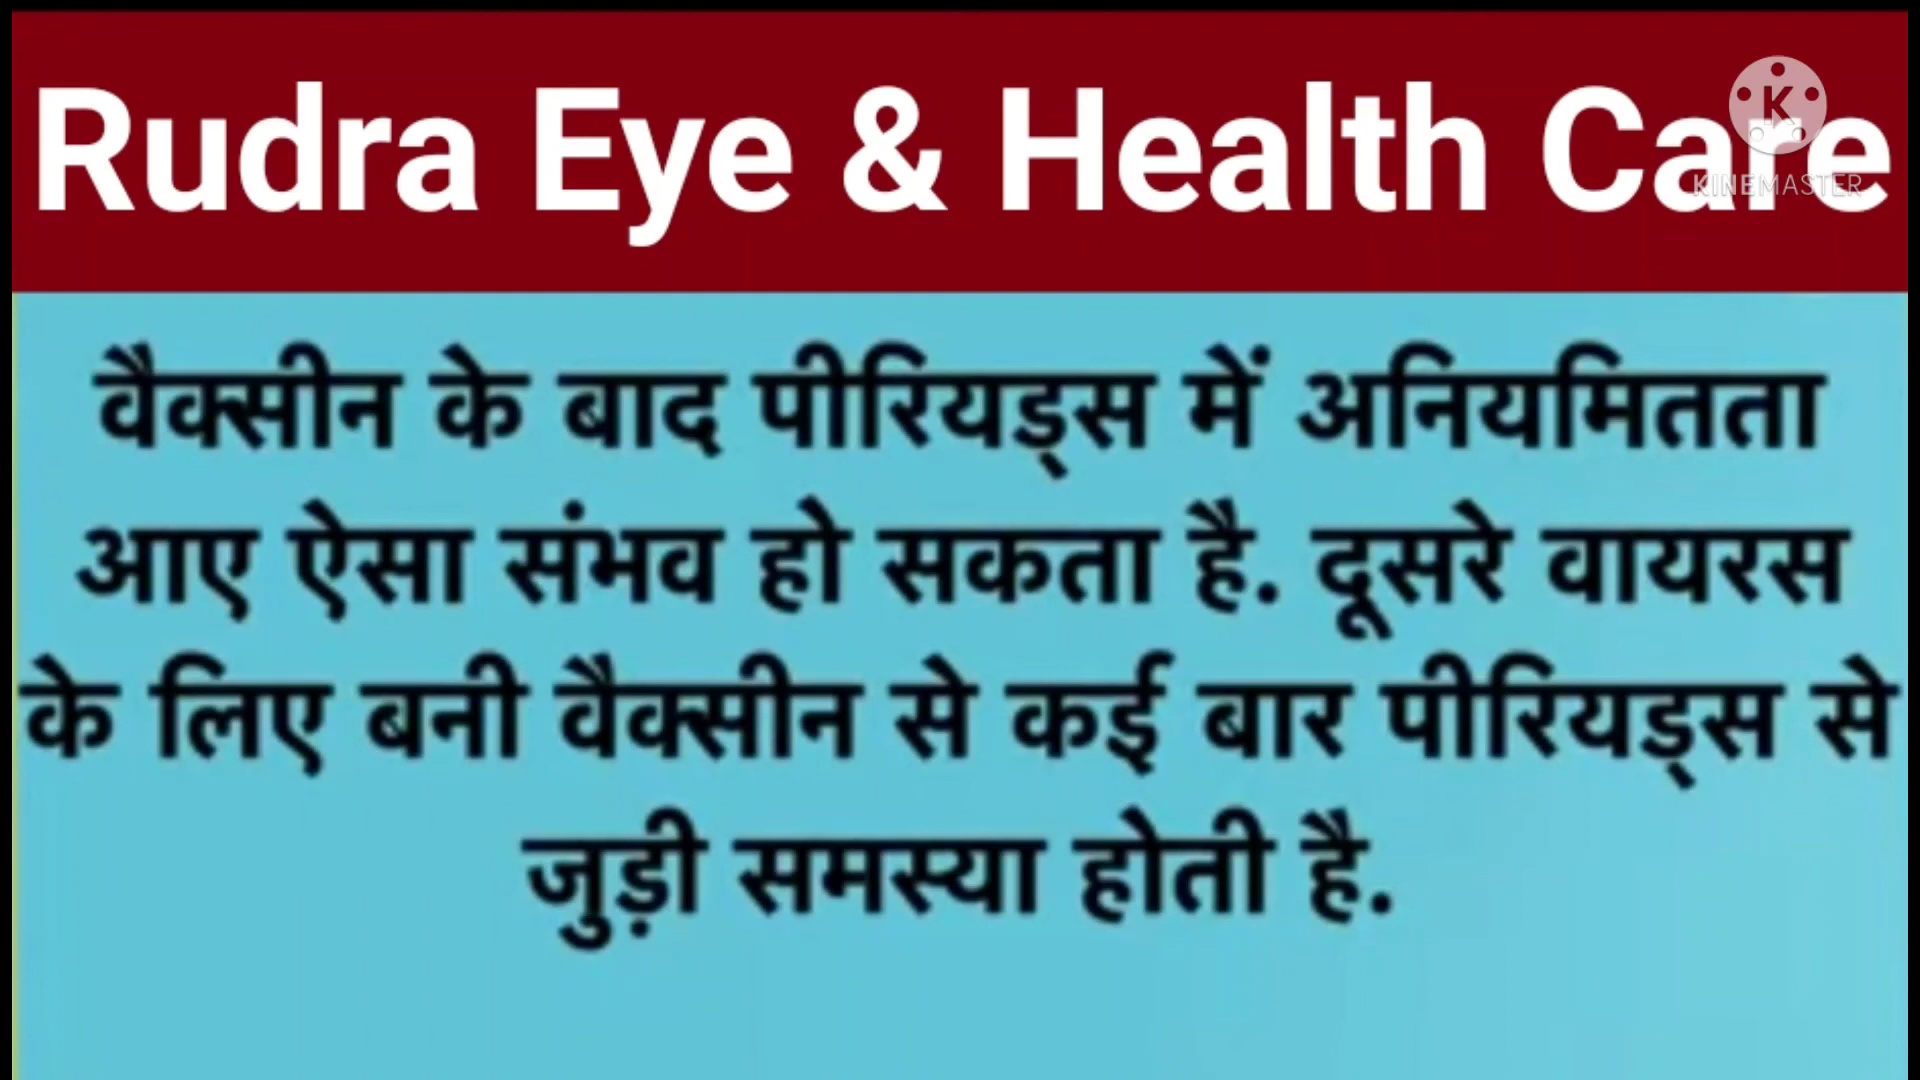 Rudra Eye & Health Care
KINEMASTER
वैक्सीन के बाद पीरियड्स में अनियमितता
आए ऐसा संभव हो सकता है. दूसरे वायरस
के लिए बनी वैक्सीन से कई बार पीरियड्स से
जुड़ी समस्या होती है.